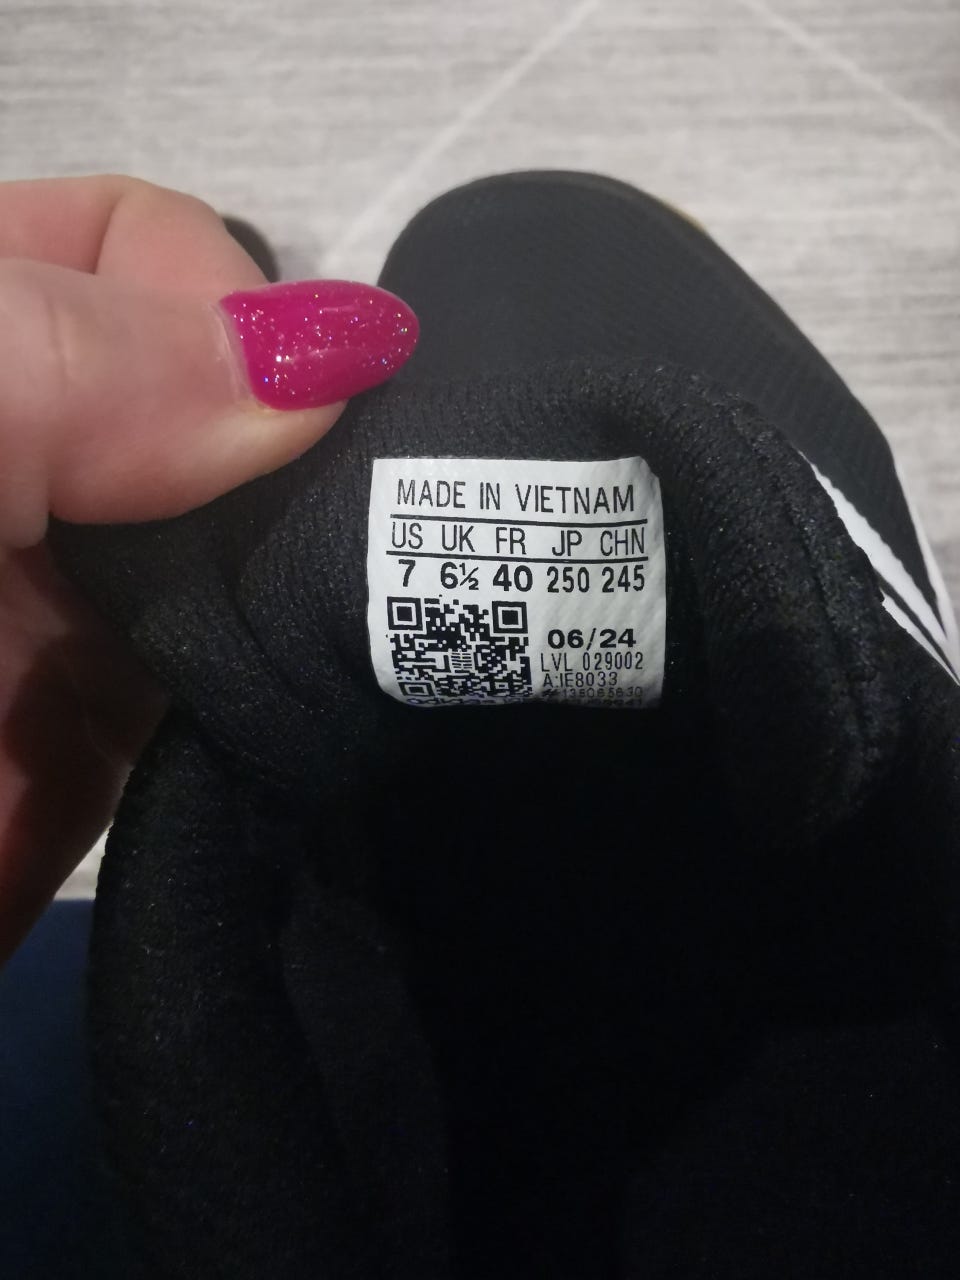 MADE IN VIETNAM
US UK FR JP CHN
7 6½ 40 250 245
06/24
LVL 029002
A:IE8033
adidas